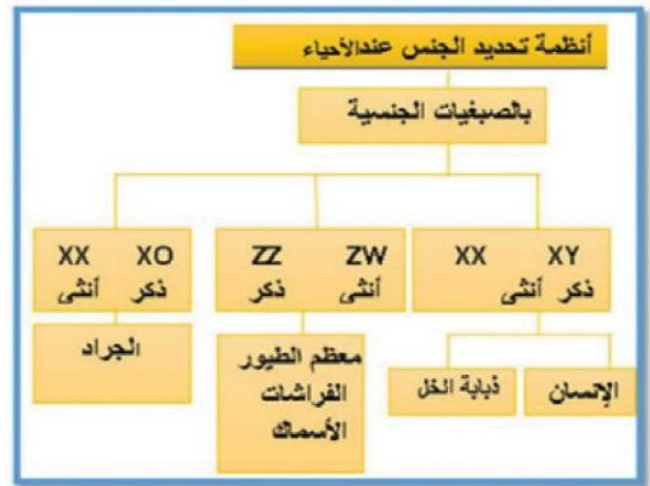 أنظمة تحديد الجنس عندالأحياء
بالصبغيات الجنسية
XX XY
ذكر أنثى
الإنسان
ذبابة الخل
ZZ ZW
أنثى ذكر
معظم الطيور
الفراشات
الأسماك
XX XO
ذكر أنثى
الجراد